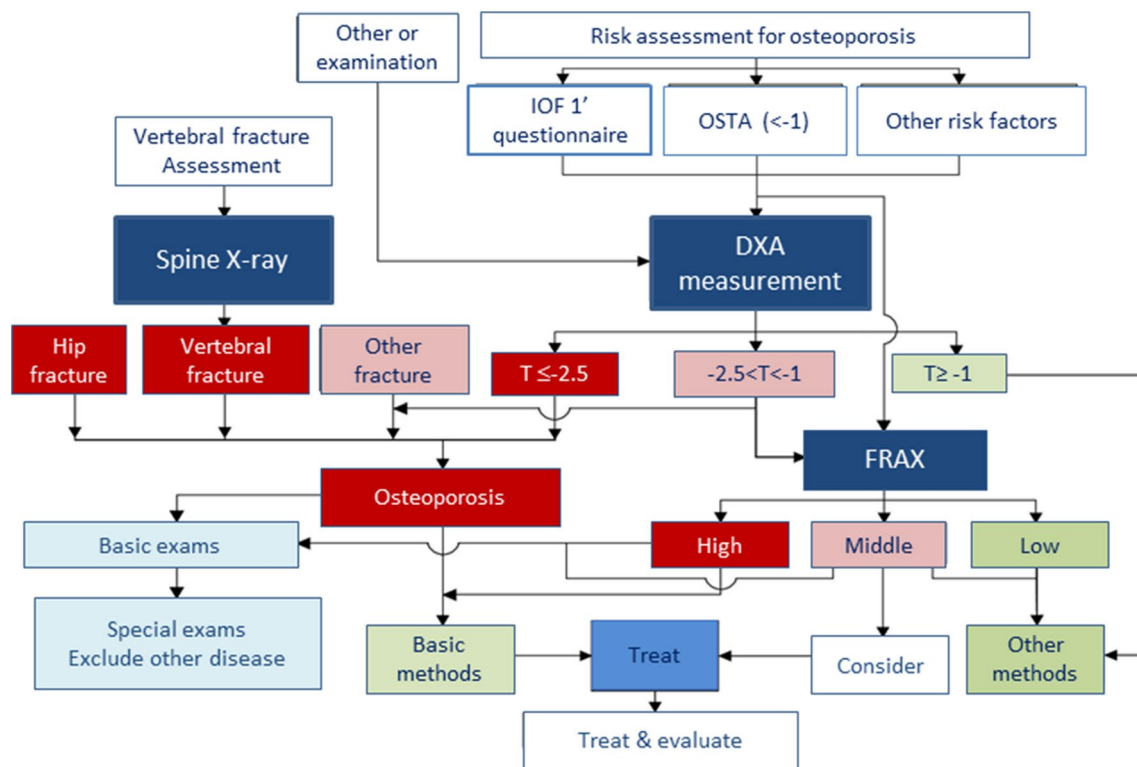 Other or
examination
Risk assessment for osteoporosis
IOF 1’
questionnaire
OSTA (<-1)
Other risk factors
Vertebral fracture
Assessment
Spine X-ray
DXA
measurement
Hip
fracture
Vertebral
fracture
Other
fracture
T ≤-2.5
-2.5<T<-1
T≥ -1
FRAX
Osteoporosis
Basic exams
High
Middle
Low
Special exams
Exclude other disease
Basic
methods
Treat
Consider
Other
methods
Treat & evaluate